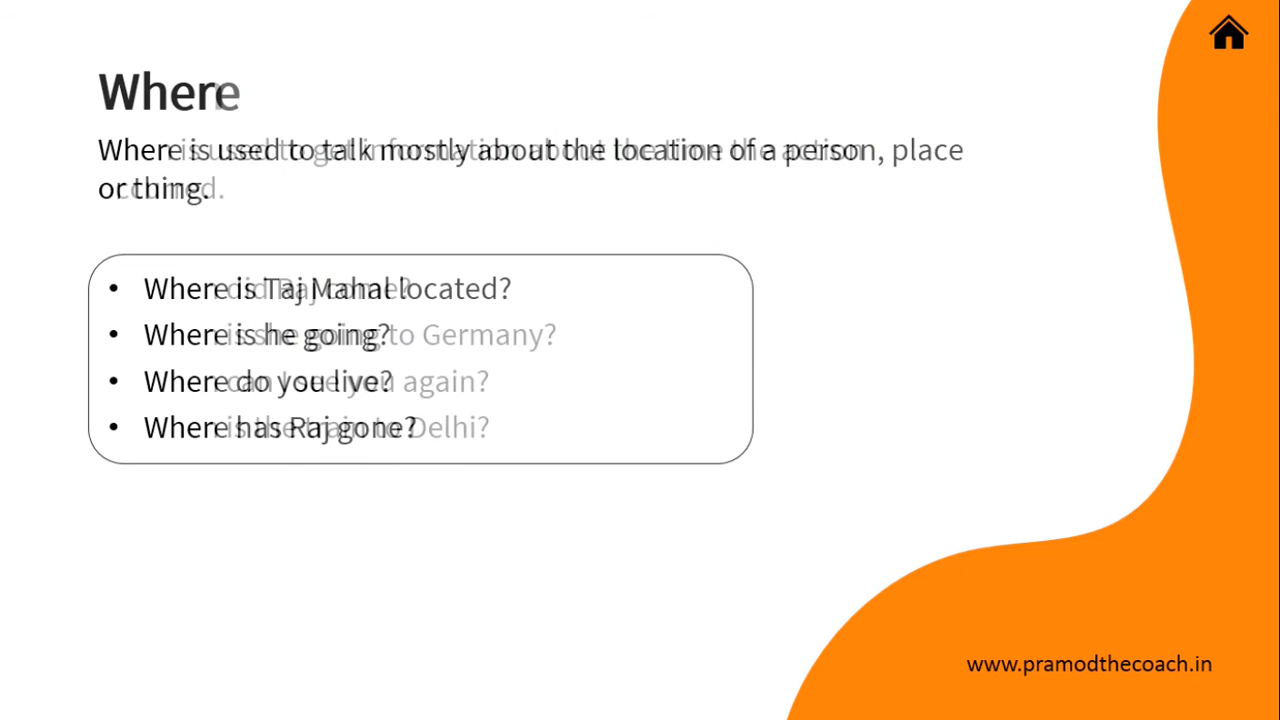 Where
Where is used to talk mostly about the location of a person, place
or thing.
• Where is Taj Mahal located?
• Where is he going?
• Where do you live?
• Where has Raj gone?
www.pramodthecoach.in